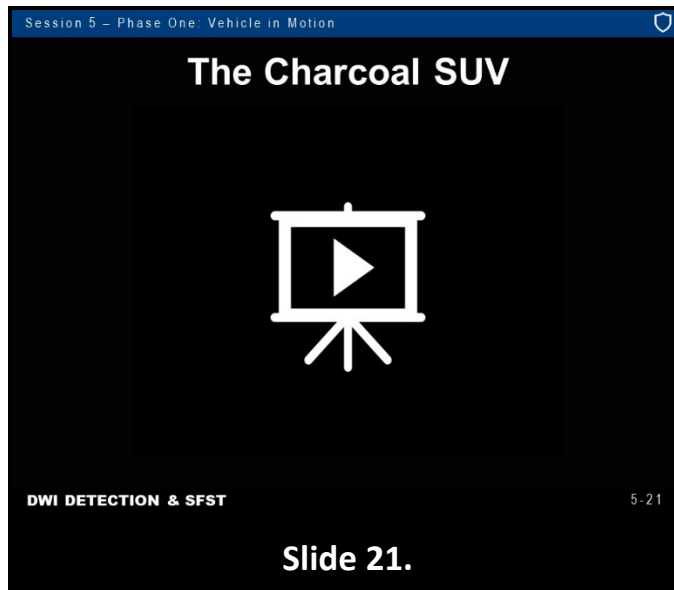 Session 5 – Phase One: Vehicle in Motion
The Charcoal SUV
DWI DETECTION & SFST
5-21
Slide 21.